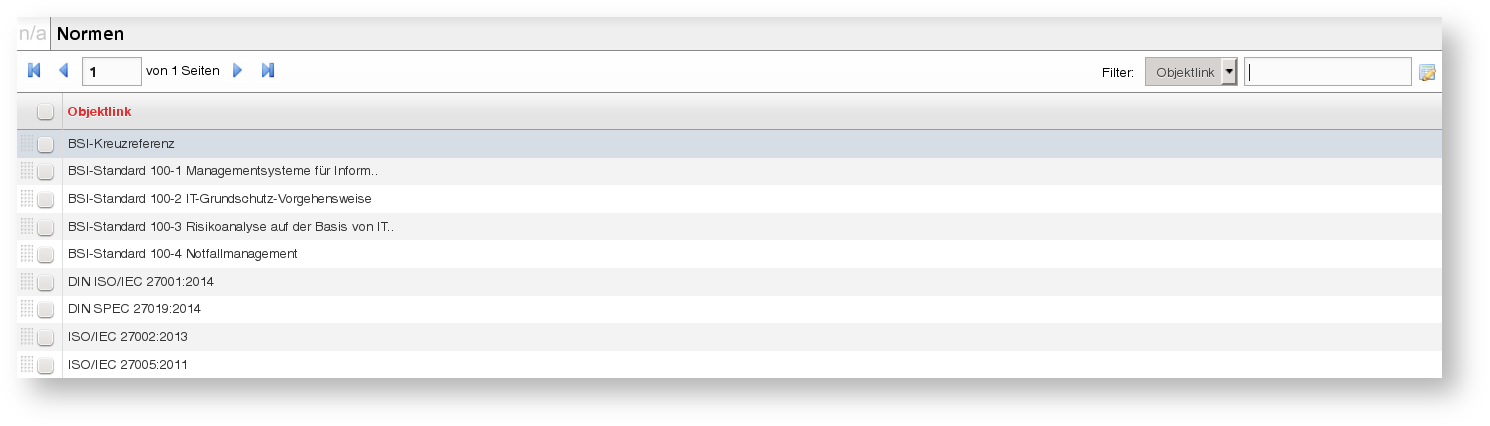 n/a Normen
1 von 1 Seiten Filter: Objektlink
Objektlink
BSI-Kreuzreferenz
BSI-Standard 100-1 Managementsysteme für Inform..
BSI-Standard 100-2 IT-Grundschutz-Vorgehensweise
BSI-Standard 100-3 Risikoanalyse auf der Basis von IT..
BSI-Standard 100-4 Notfallmanagement
DIN ISO/IEC 27001:2014
DIN SPEC 27019:2014
ISO/IEC 27002:2013
ISO/IEC 27005:2011